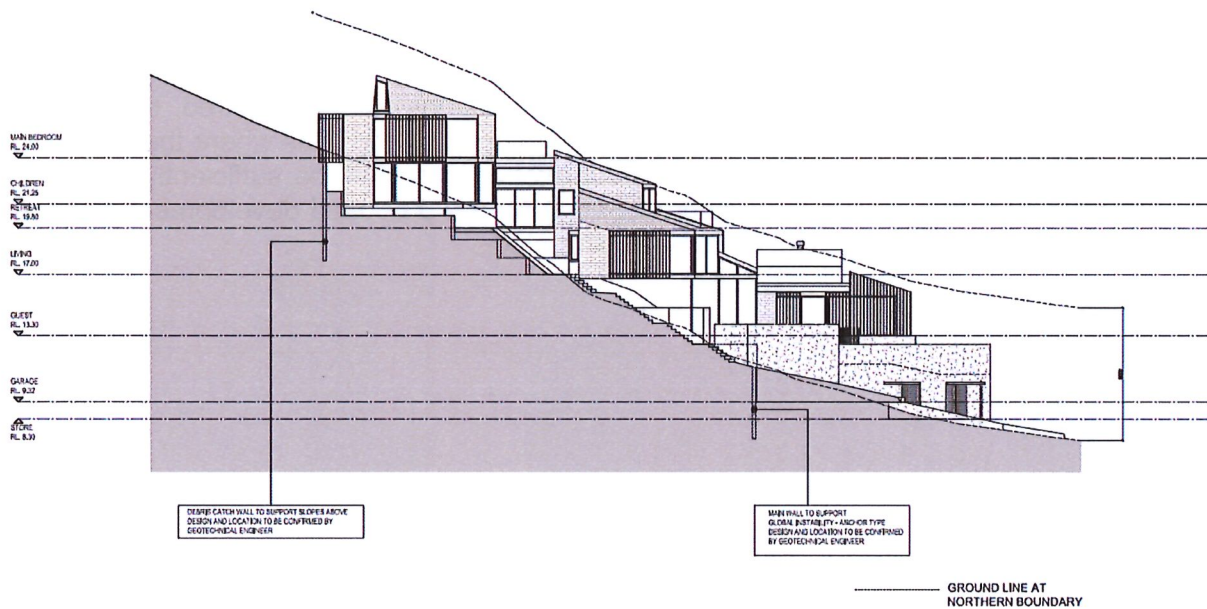 MAIN BEDROOM
RL. 24.00
CHILDREN
RL. 21.25
RETREAT
RL. 19.80
LIVING
RL. 17.00
GUEST
RL. 13.30
GARAGE
RL. 9.32
STORE
RL. 8.30
DEBRIS CATCH WALL TO SUPPORT SLOPES ABOVE
DESIGN AND LOCATION TO BE CONFIRMED BY
GEOTECHNICAL ENGINEER
MAIN WALL TO SUPPORT
GLOBAL INSTABILITY - ANCHOR TYPE
DESIGN AND LOCATION TO BE CONFIRMED
BY GEOTECHNICAL ENGINEER
GROUND LINE AT
NORTHERN BOUNDARY